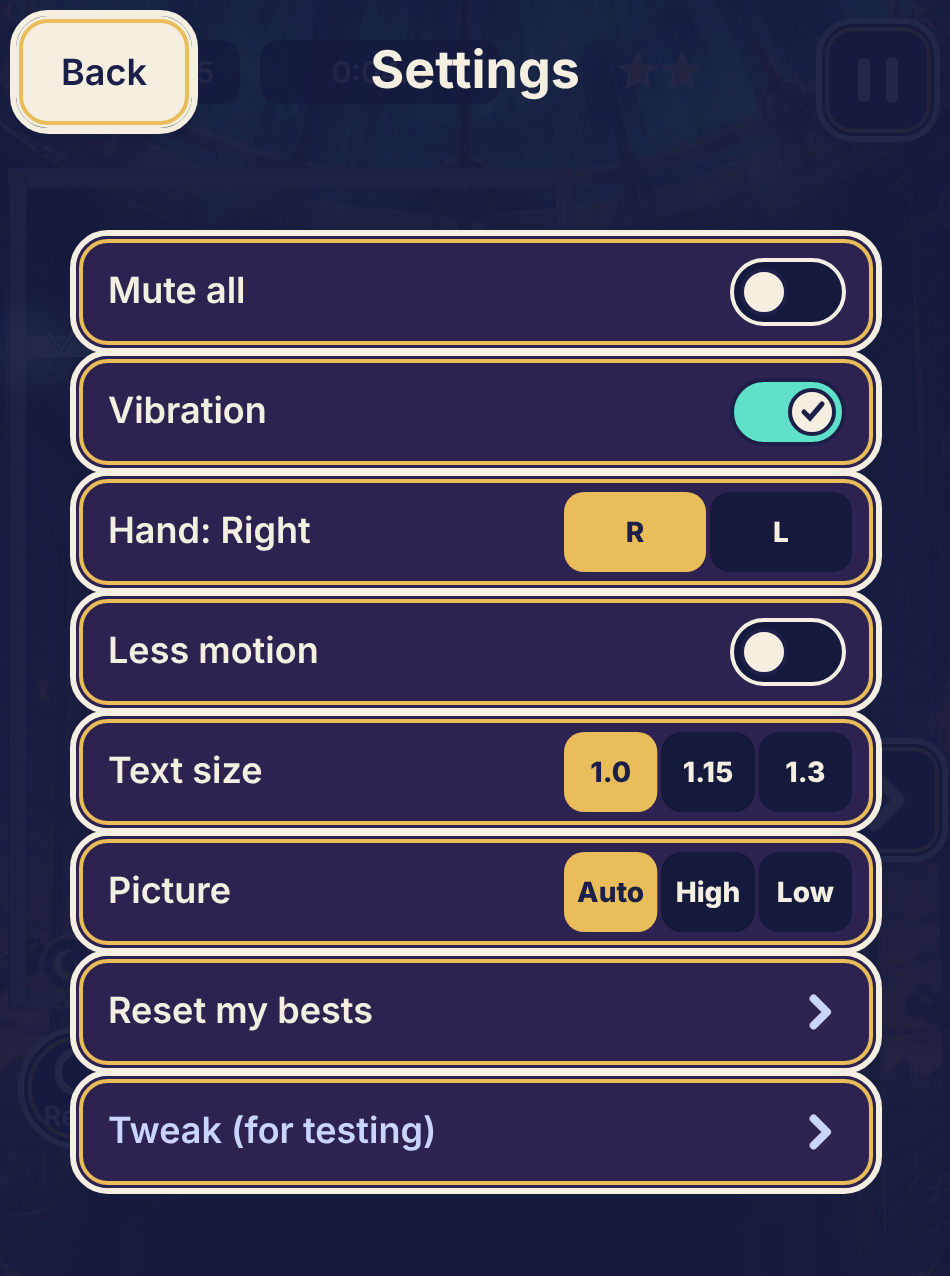 Back
Settings
Mute all
Vibration
Hand: Right
R
L
Less motion
Text size
1.0
1.15
1.3
Picture
Auto
High
Low
Reset my bests
Tweak (for testing)